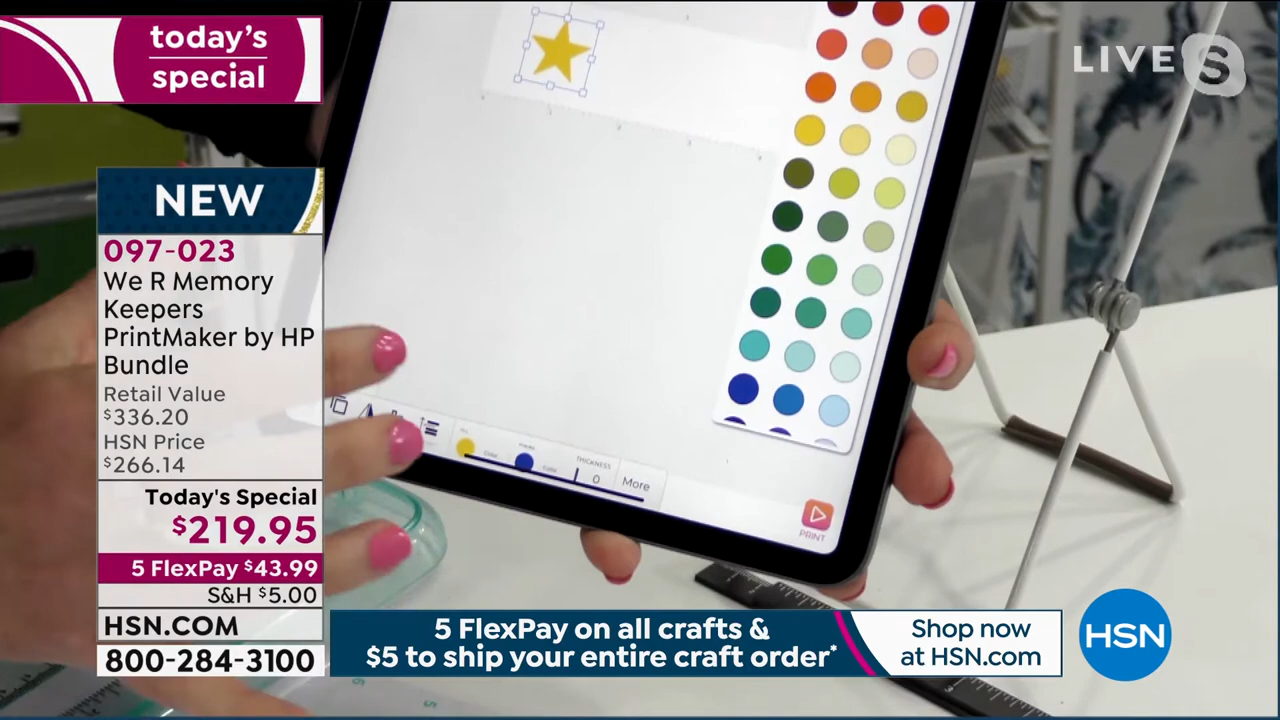 today's
special
LIVE S
NEW
097-023
We R Memory
Keepers
PrintMaker by HP
Bundle
Retail Value
$336.20
HSN Price
$266.14
Today's Special
$219.95
5 FlexPay $43.99
S&H $5.00
HSN.COM
800-284-3100
Color
Color
THICKNESS
0
More
PRINT
5 FlexPay on all crafts &
$5 to ship your entire craft order*
Shop now
at HSN.com
HSN